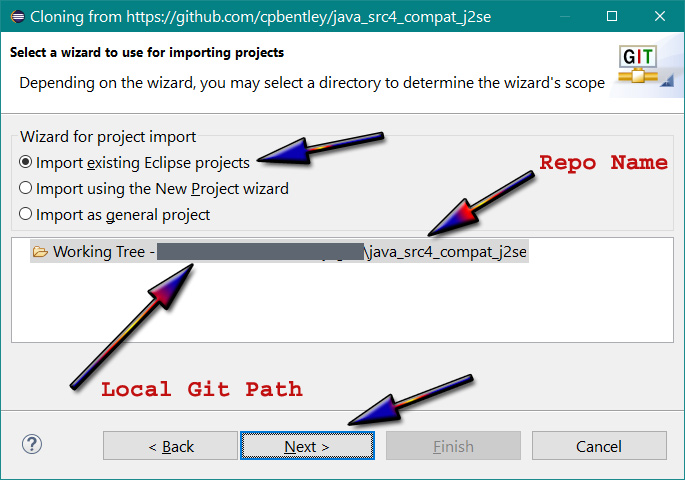 Cloning from https://github.com/cpbentley/java_src4_compat_j2se
Select a wizard to use for importing projects
Depending on the wizard, you may select a directory to determine the wizard's scope
GIT
Wizard for project import
Import existing Eclipse projects
Repo Name
Import using the New Project wizard
Import as general project
Working Tree - \java_src4_compat_j2se
Local Git Path
? < Back Next > Finish Cancel